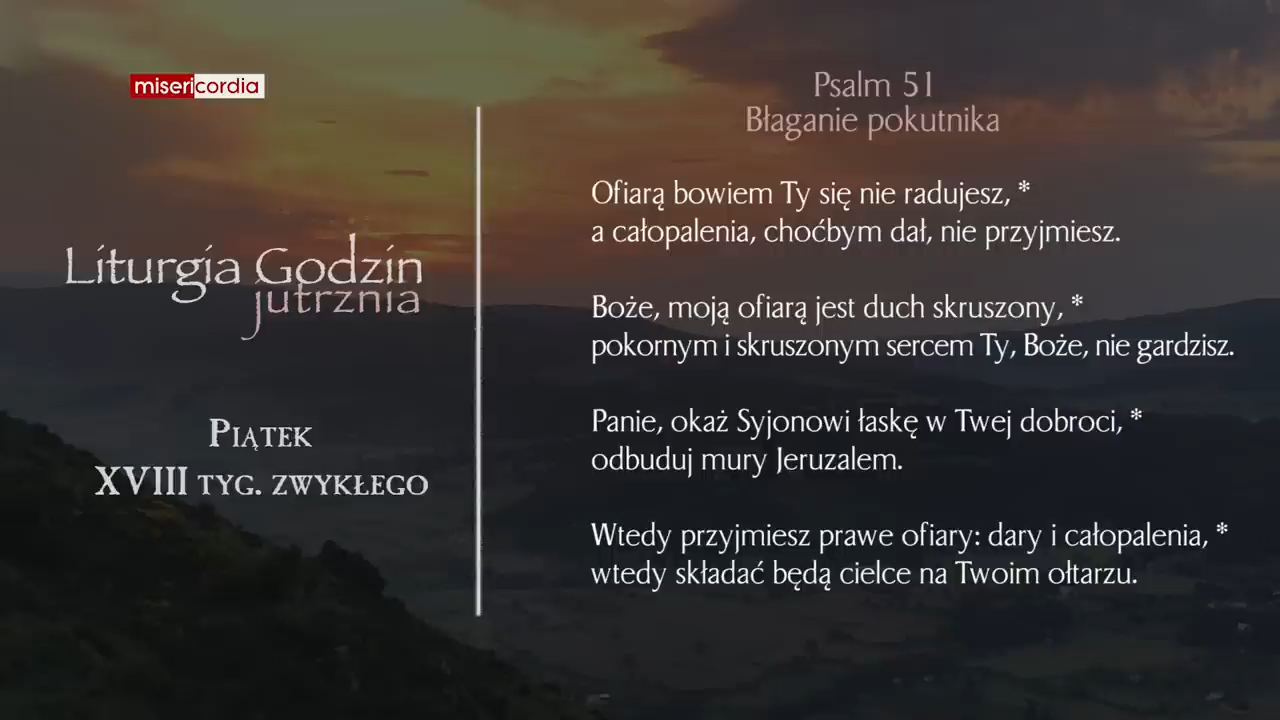 misericordia
Liturgia Godzin
jutrznia
Piątek
XVIII tyg. zwykłego
Psalm 51
Błaganie pokutnika
Ofiarą bowiem Ty się nie radujesz, *
a całopalenia, choćbym dał, nie przyjmiesz.
Boże, moją ofiarą jest duch skruszony, *
pokornym i skruszonym sercem Ty, Boże, nie gardzisz.
Panie, okaż Syjonowi łaskę w Twej dobroci, *
odbuduj mury Jeruzalem.
Wtedy przyjmiesz prawe ofiary: dary i całopalenia, *
wtedy składać będą cielce na Twoim ołtarzu.